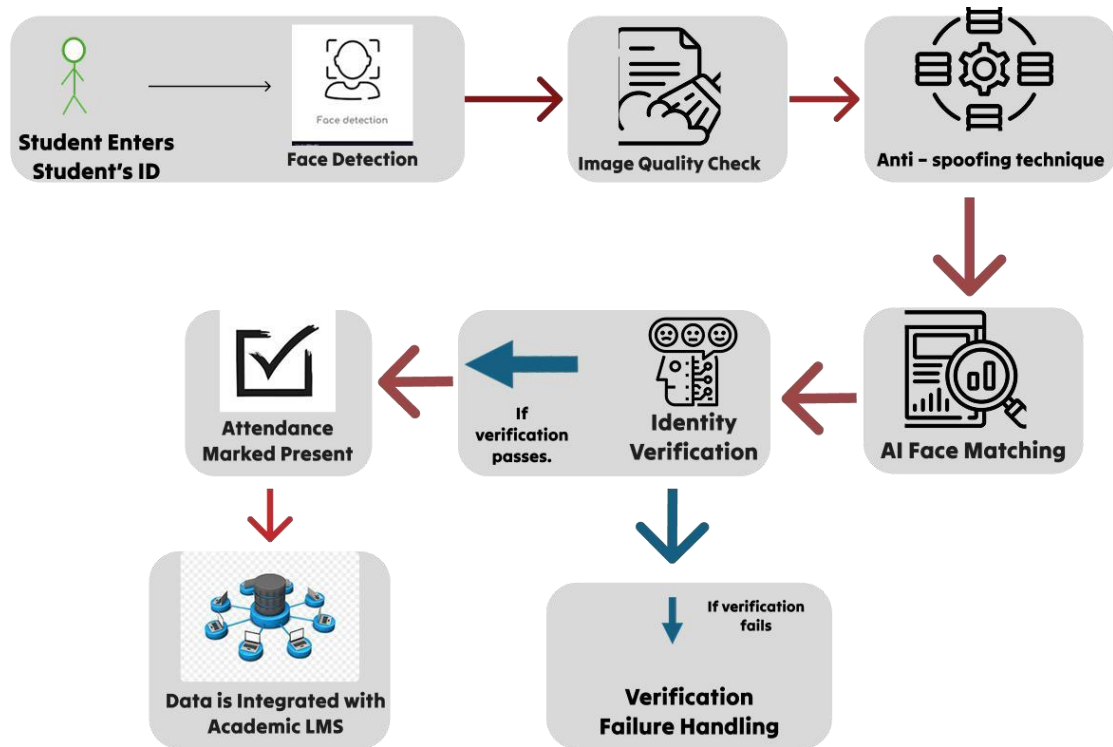 Student Enters
Student's ID
Face detection
Face Detection
Image Quality Check
Anti – spoofing technique
Attendance
Marked Present
If
verification
passes.
Identity
Verification
AI Face Matching
Data is Integrated with
Academic LMS
If verification
fails
Verification
Failure Handling